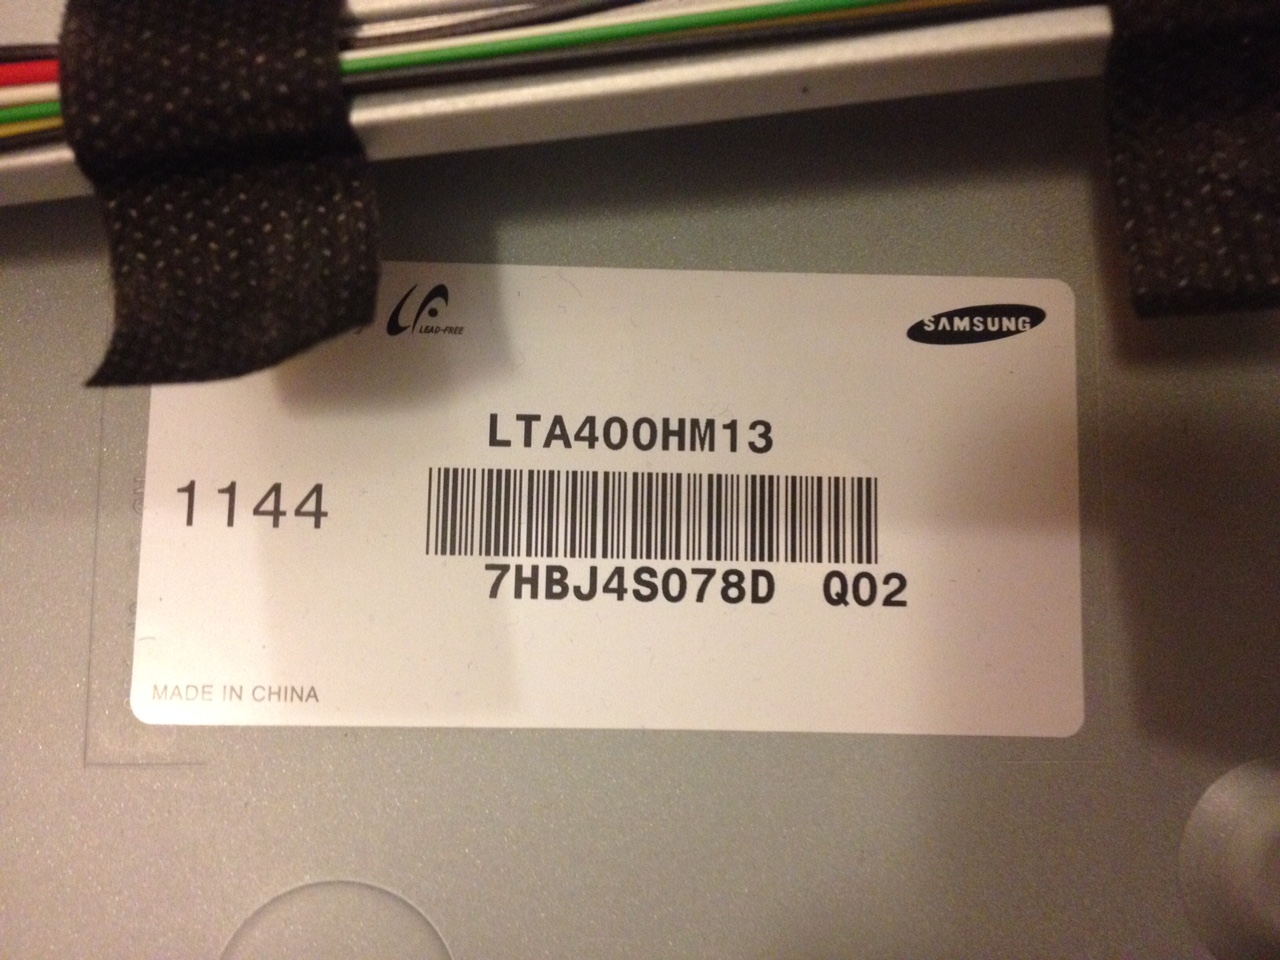 LEAD-FREE
SAMSUNG
LTA400HM13
1144
7HBJ4S078D Q02
MADE IN CHINA